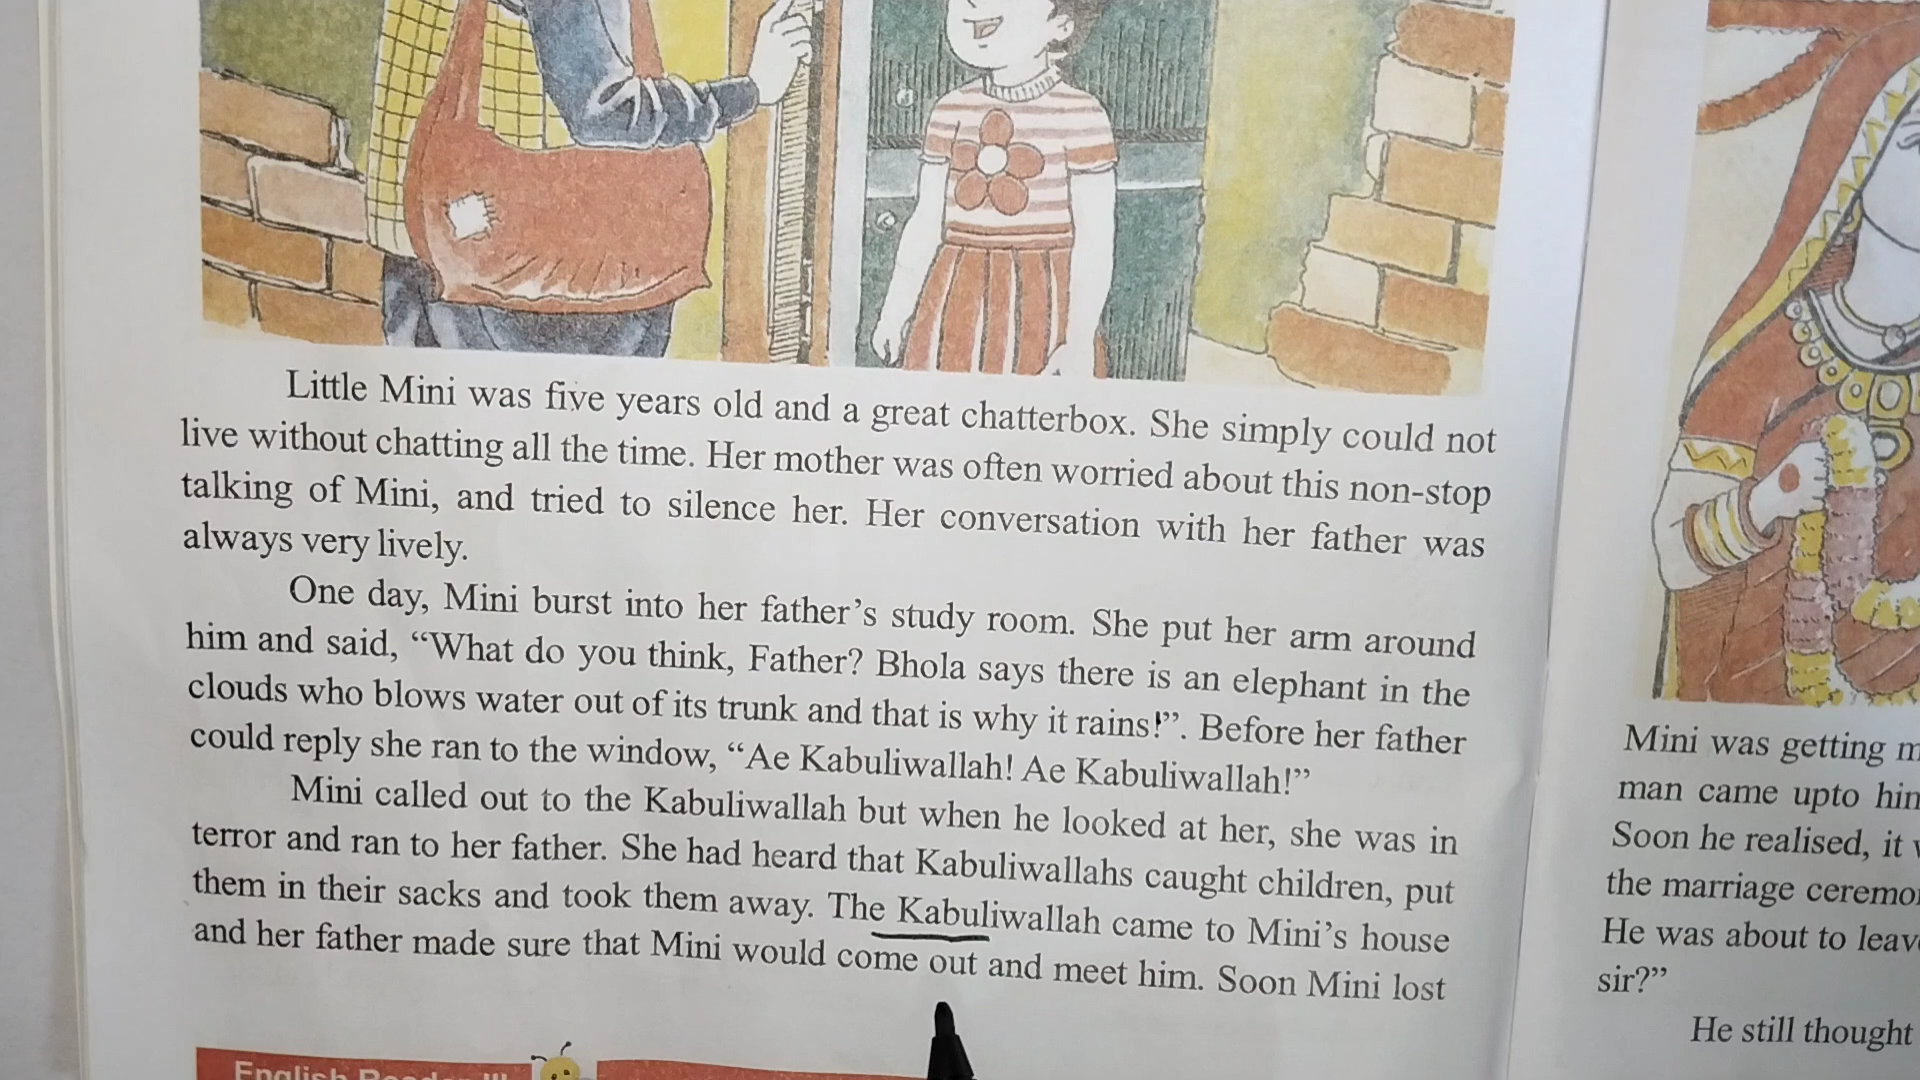 Little Mini was five years old and a great chatterbox. She simply could not
live without chatting all the time. Her mother was often worried about this non-stop
talking of Mini, and tried to silence her. Her conversation with her father was
always very lively.
One day, Mini burst into her father’s study room. She put her arm around
him and said, “What do you think, Father? Bhola says there is an elephant in the
clouds who blows water out of its trunk and that is why it rains!”. Before her father
could reply she ran to the window, “Ae Kabuliwallah! Ae Kabuliwallah!”
Mini called out to the Kabuliwallah but when he looked at her, she was in
terror and ran to her father. She had heard that Kabuliwallahs caught children, put
them in their sacks and took them away. The Kabuliwallah came to Mini’s house
and her father made sure that Mini would come out and meet him. Soon Mini lost
English Reader III
Mini was getting
man came upto
Soon he realised, it
the marriage
He was about to
sir?”
He still thought